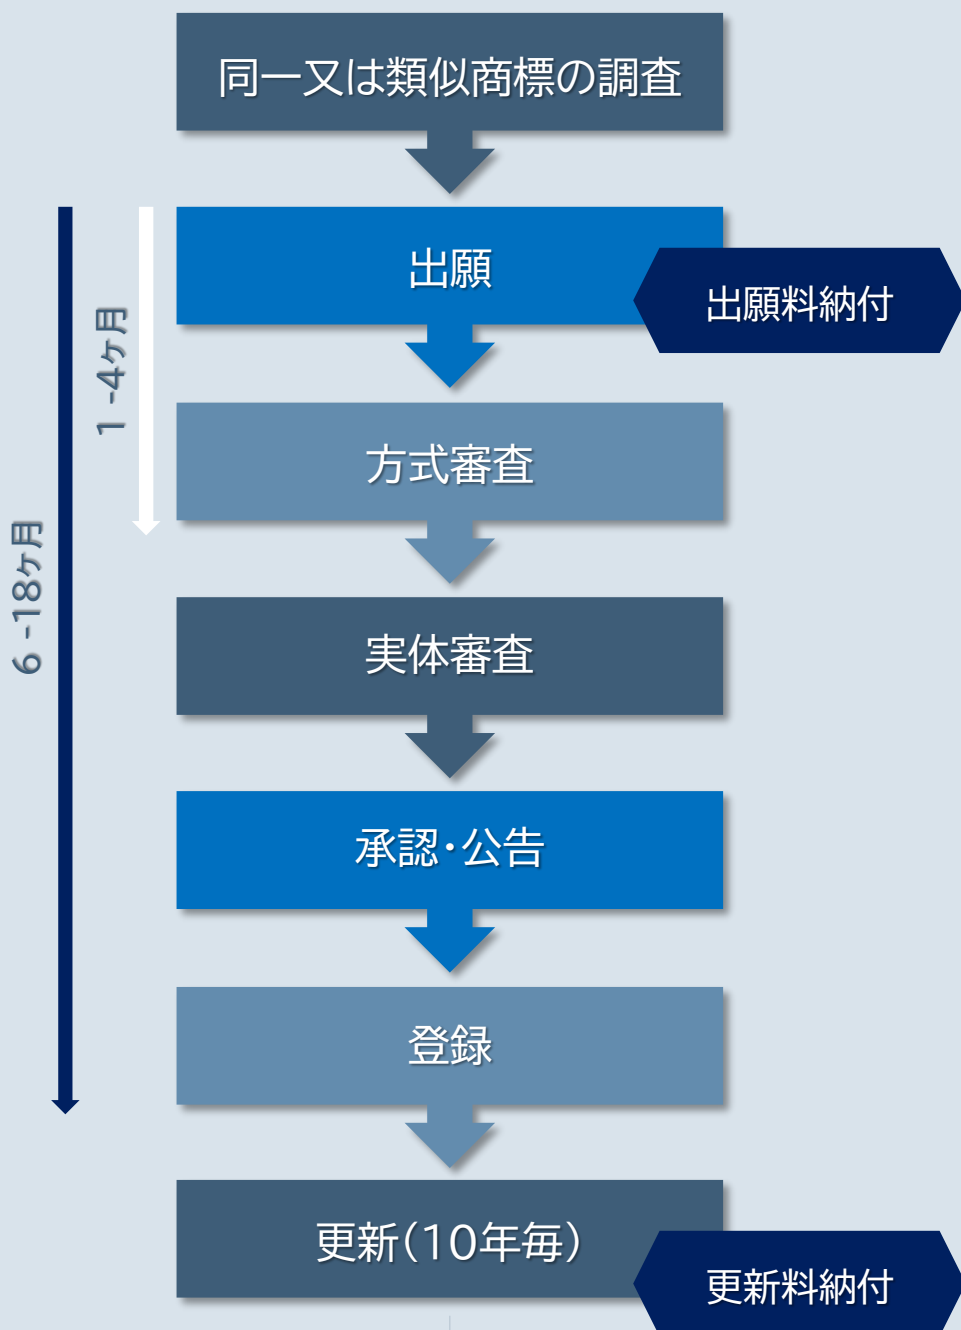 同一又は類似商標の調査
出願
出願料納付
1 -4ヶ月
方式審査
6 -18ヶ月
実体審査
承認・公告
登録
更新（10年毎）
更新料納付